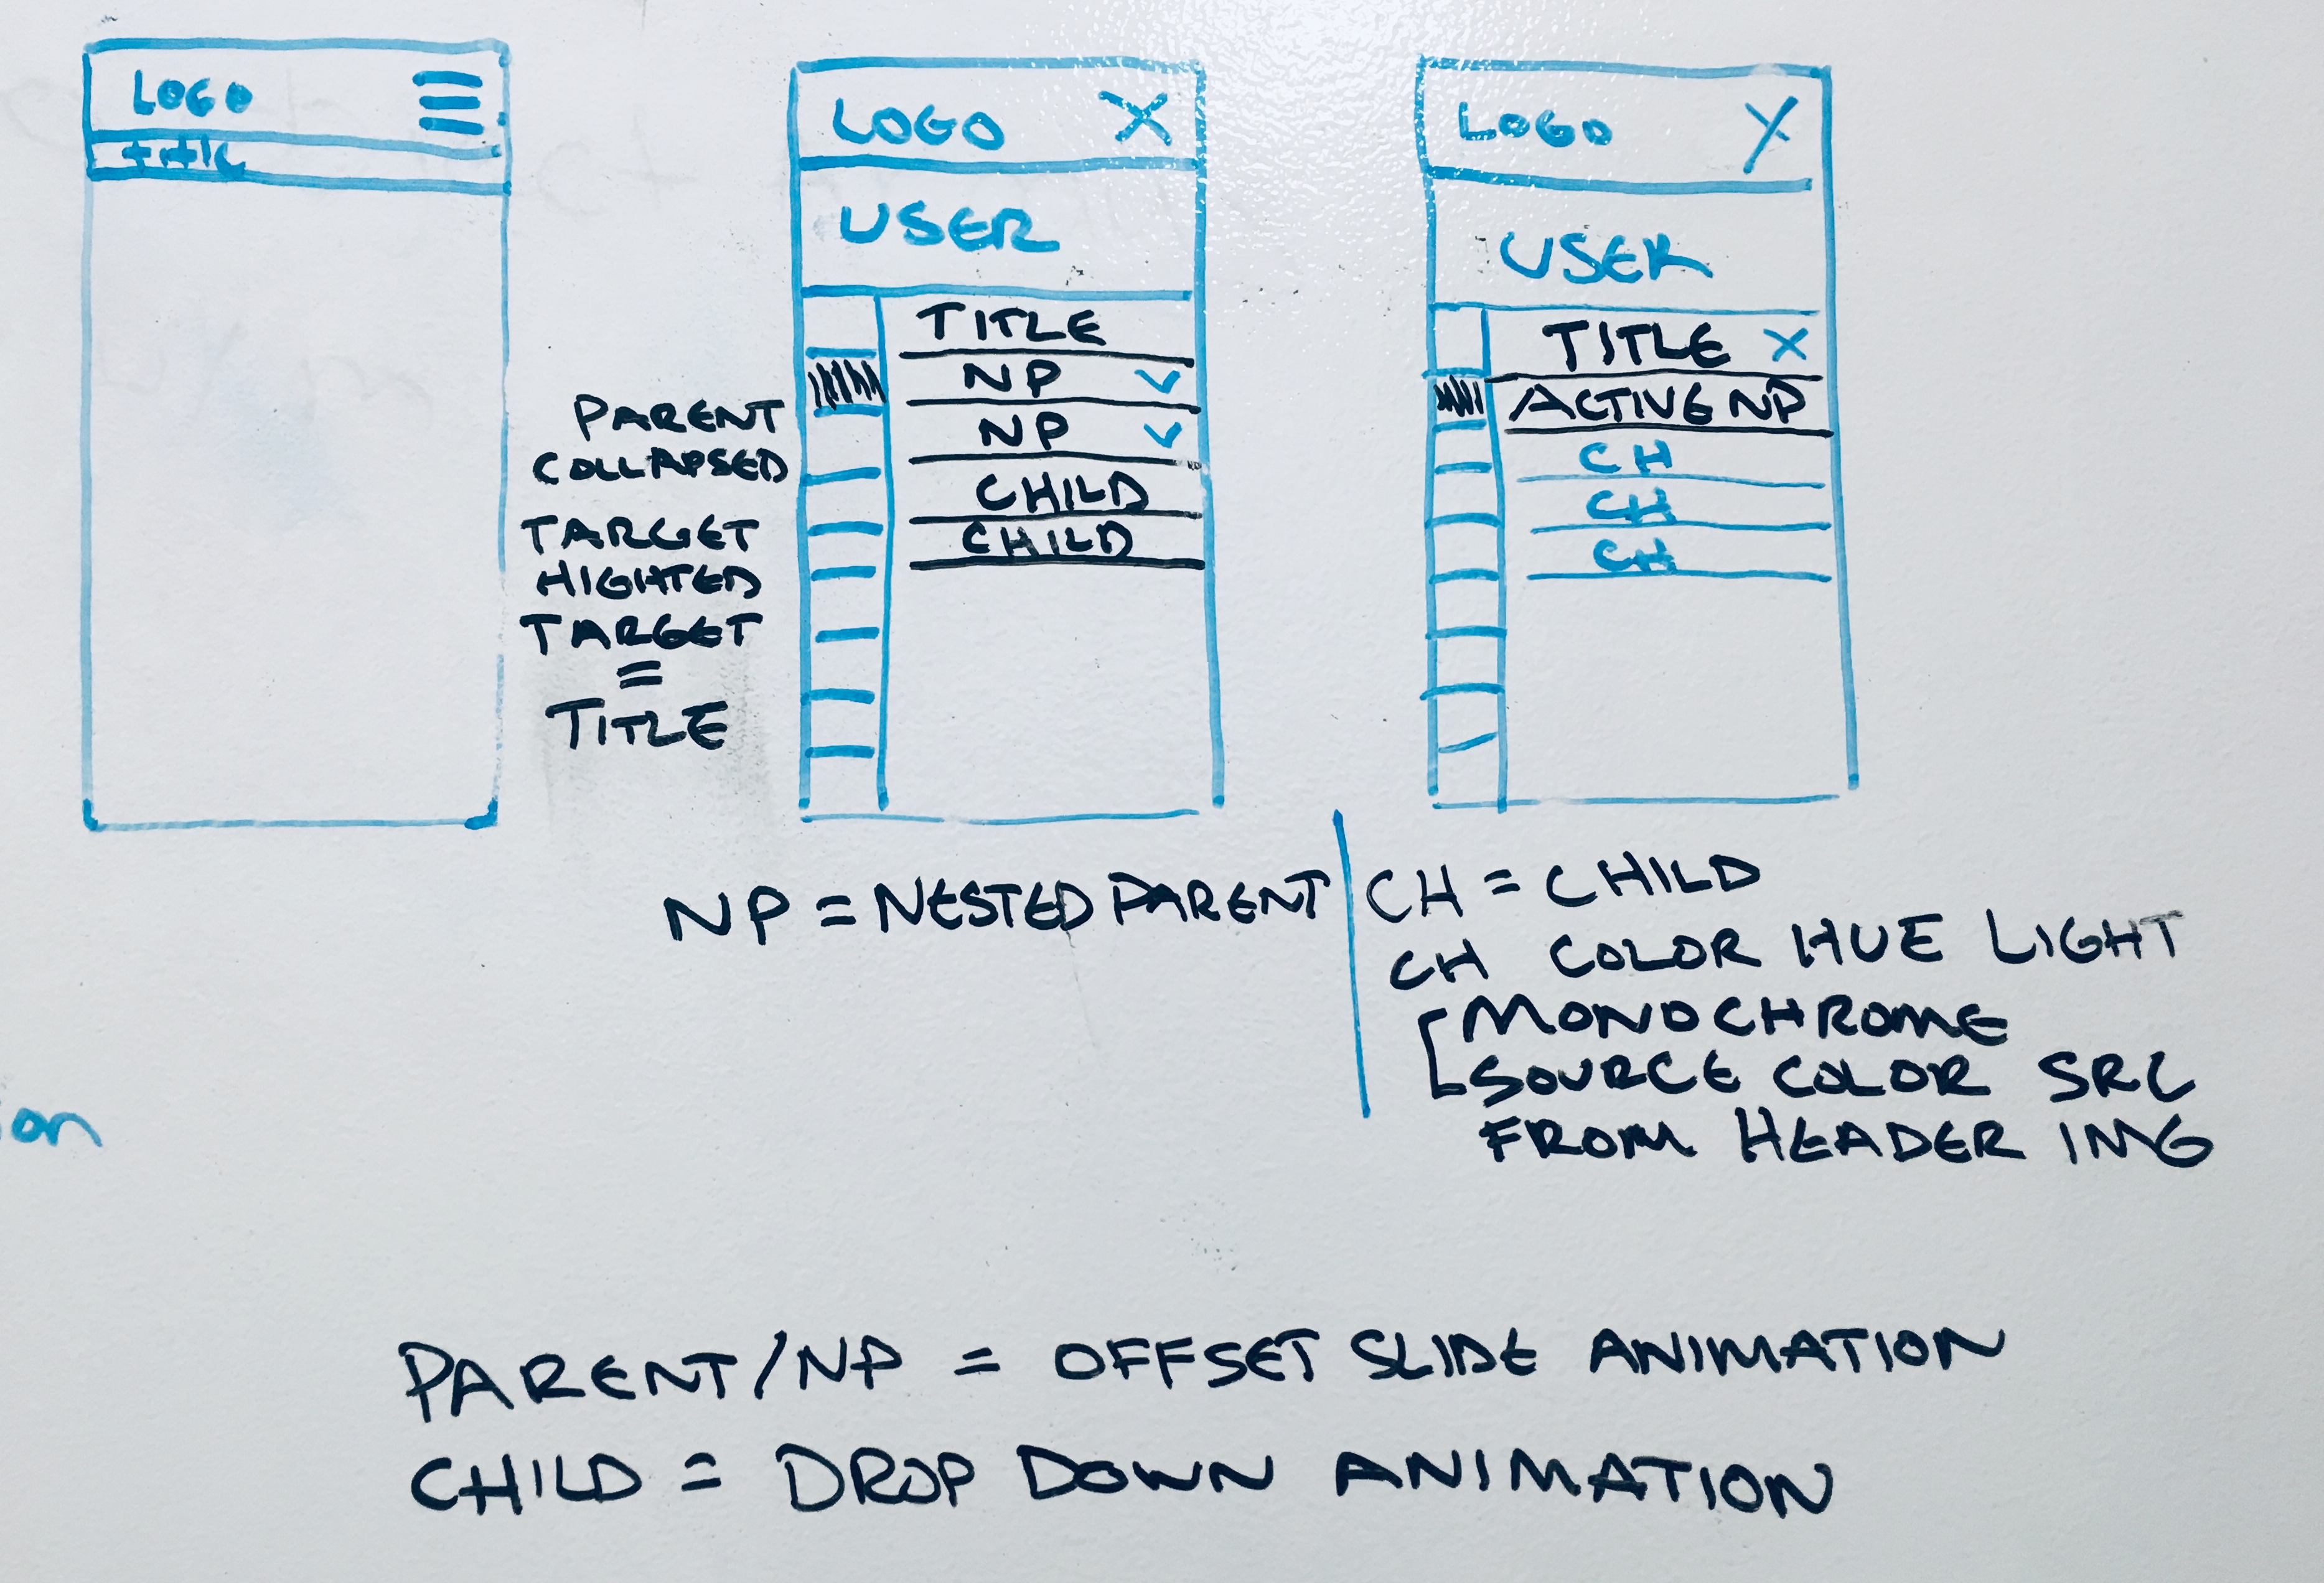 LOGO
title
LOGO X
USER
TITLE
NP
NP
CHILD
CHILD
PARENT
COLLAPSED
TARGET
HIGHTED
TARGET
=
TITLE
LOGO X
USER
TITLE X
ACTIVE NP
CH
CH
CH
NP = NESTED PARENT
CH = CHILD
CH COLOR HUE LIGHT
MONOCHROME
SOURCE COLOR SRC
FROM HEADER IMG
on
PARENT/NP = OFFSET SLIDE ANIMATION
CHILD = DROP DOWN ANIMATION